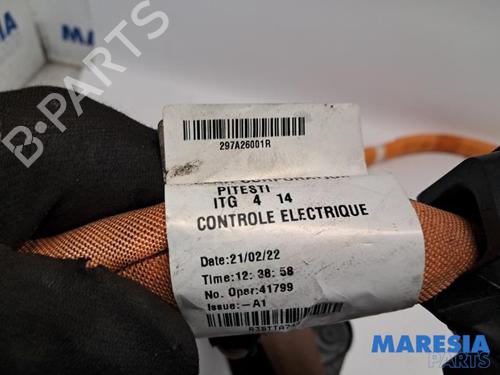 B-PARTS
297A26001R
CORPORATION
PITESTI
ITG 4 14
CONTROLE ELECTRIQUE
Date:21/02/22
Time:12:38:58
No. Oper:41799
Issue:-A1
MARESIA
PARTS